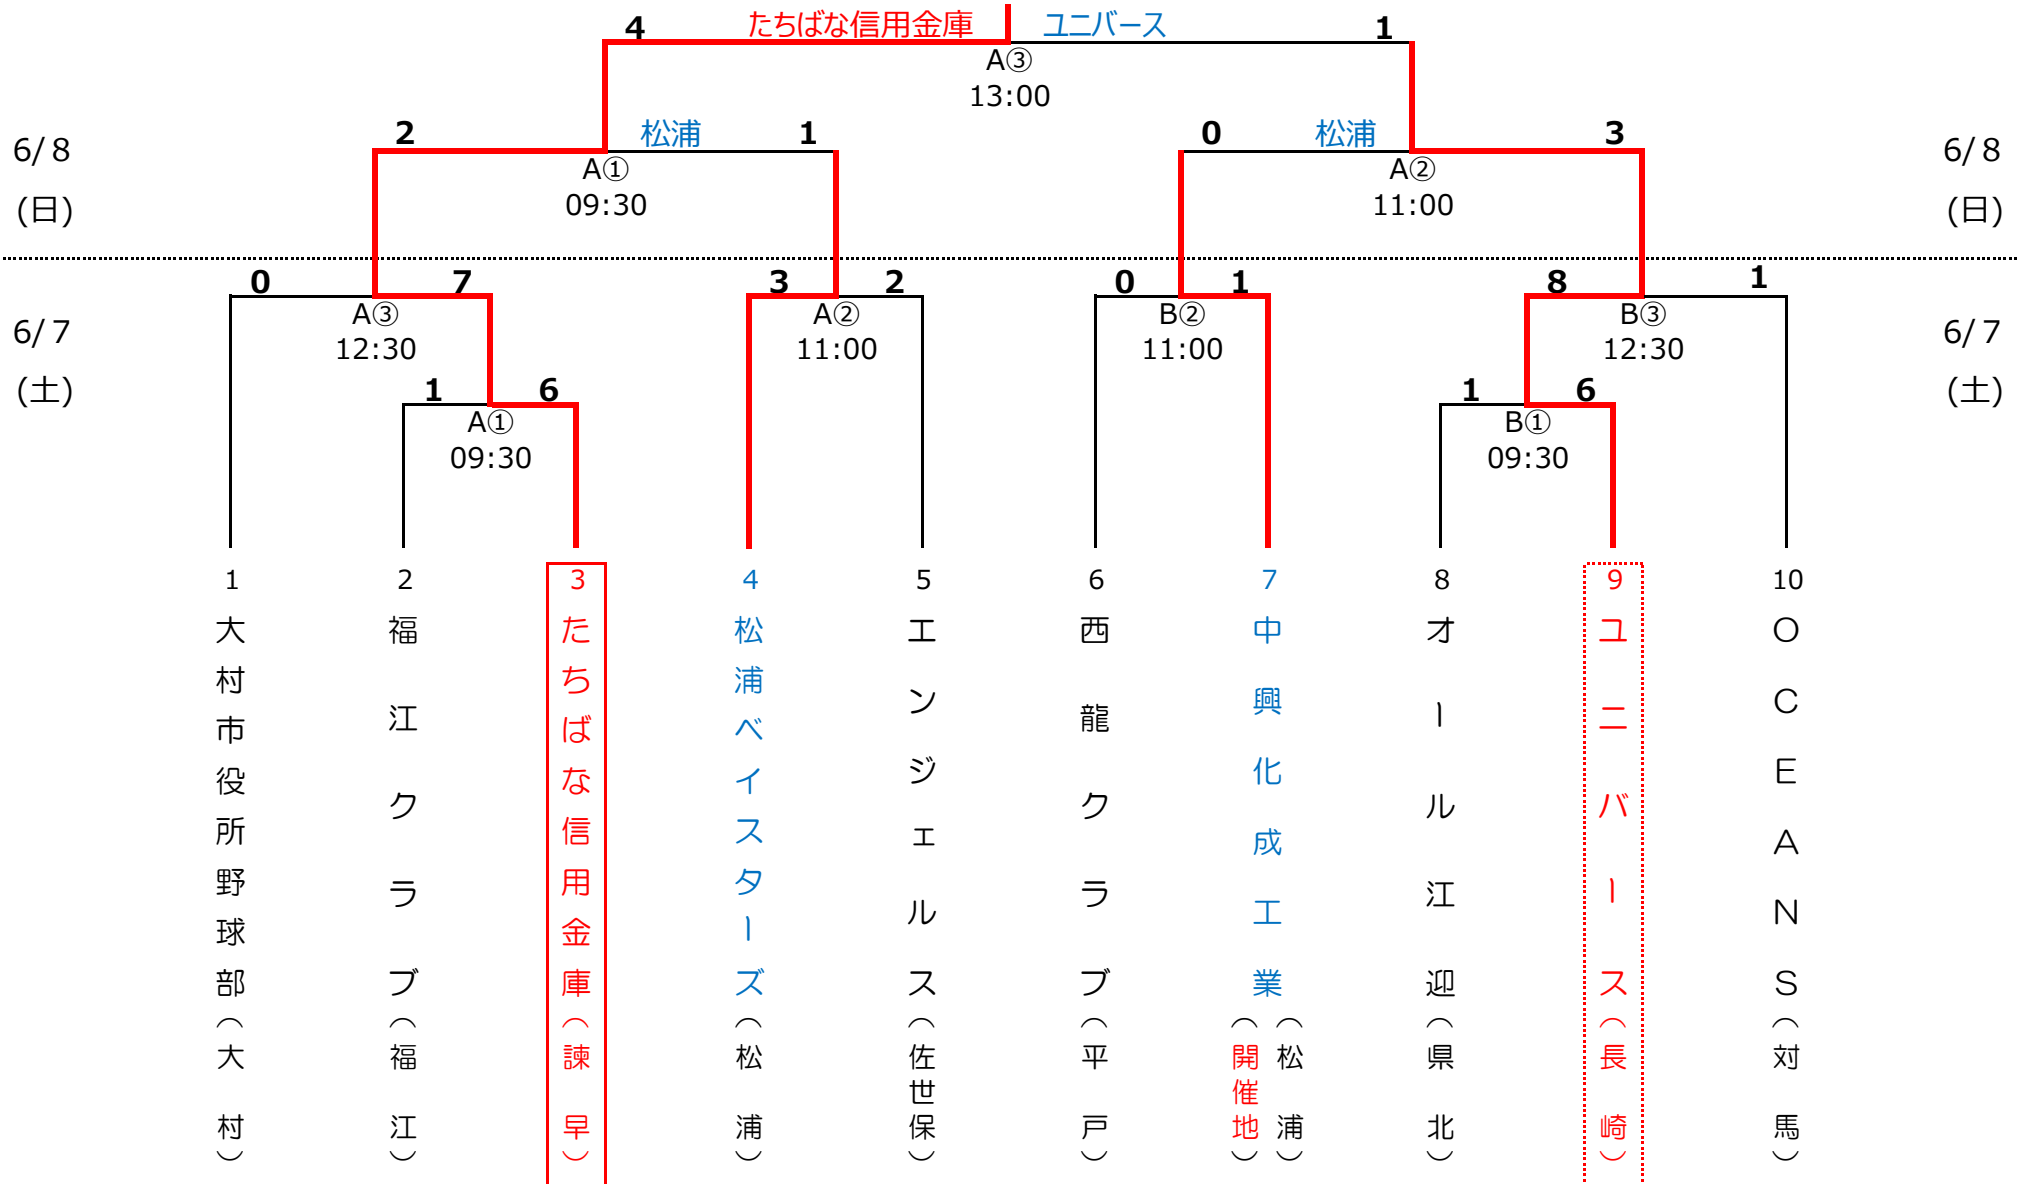 4 たちばな信用金庫 ユニバース 1
A③
13:00
6/８
(日)
2 松浦 1
A①
09:30
0 松浦 3
A②
11:00
6/８
(日)
6/７
(土)
0 7
A③
12:30
3 2
A②
11:00
0 1
B②
11:00
8 1
B③
12:30
6/７
(土)
1 6
A①
09:30
1 6
B①
09:30
1
大村市役所野球部（大村）
2
福江クラブ（福江）
3
たちばな信用金庫（諫早）
4
松浦ベイスターズ（松浦）
5
エンジェルス（佐世保）
6
西龍クラブ（平戸）
7
中興化成工業（松浦）
（開催地）
8
オール江迎（県北）
9
ユニバース（長崎）
10
ＯＣＥＡＮＳ（対馬）